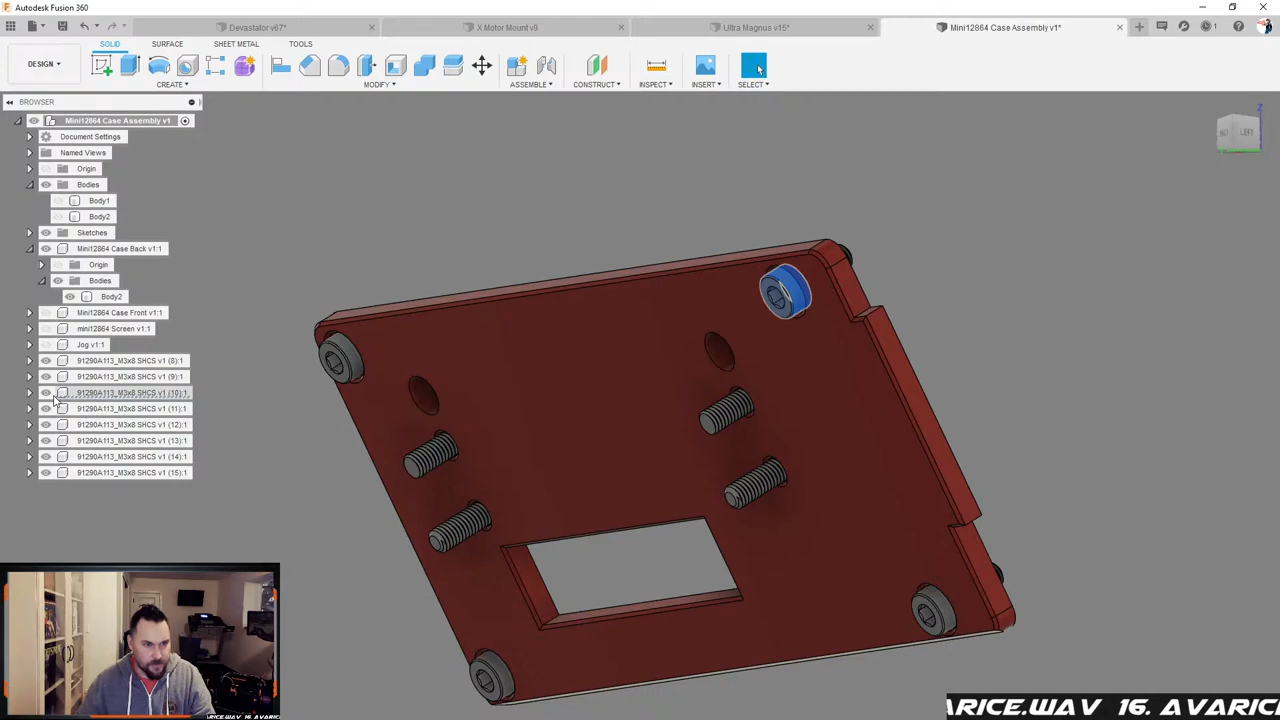 Autodesk Fusion 360
Devastator v67*
X Motor Mount v9
Ultra Magnus v15*
Mini12864 Case Assembly v1*
1
SOLID
SURFACE
SHEET METAL
TOOLS
DESIGN
CREATE
MODIFY
ASSEMBLE
CONSTRUCT
INSPECT
INSERT
SELECT
BROWSER
Mini12864 Case Assembly v1
Document Settings
Named Views
Origin
Bodies
Body1
Body2
Sketches
Mini12864 Case Back v1:1
Origin
Bodies
Body2
Mini12864 Case Front v1:1
mini12864 Screen v1:1
Jog v1:1
91290A113_M3x8 SHCS v1 (8):1
91290A113_M3x8 SHCS v1 (9):1
91290A113_M3x8 SHCS v1 (10):1
91290A113_M3x8 SHCS v1 (11):1
91290A113_M3x8 SHCS v1 (12):1
91290A113_M3x8 SHCS v1 (13):1
91290A113_M3x8 SHCS v1 (14):1
91290A113_M3x8 SHCS v1 (15):1
Z
LEFT
ARICE.WAV 16. AVARIC